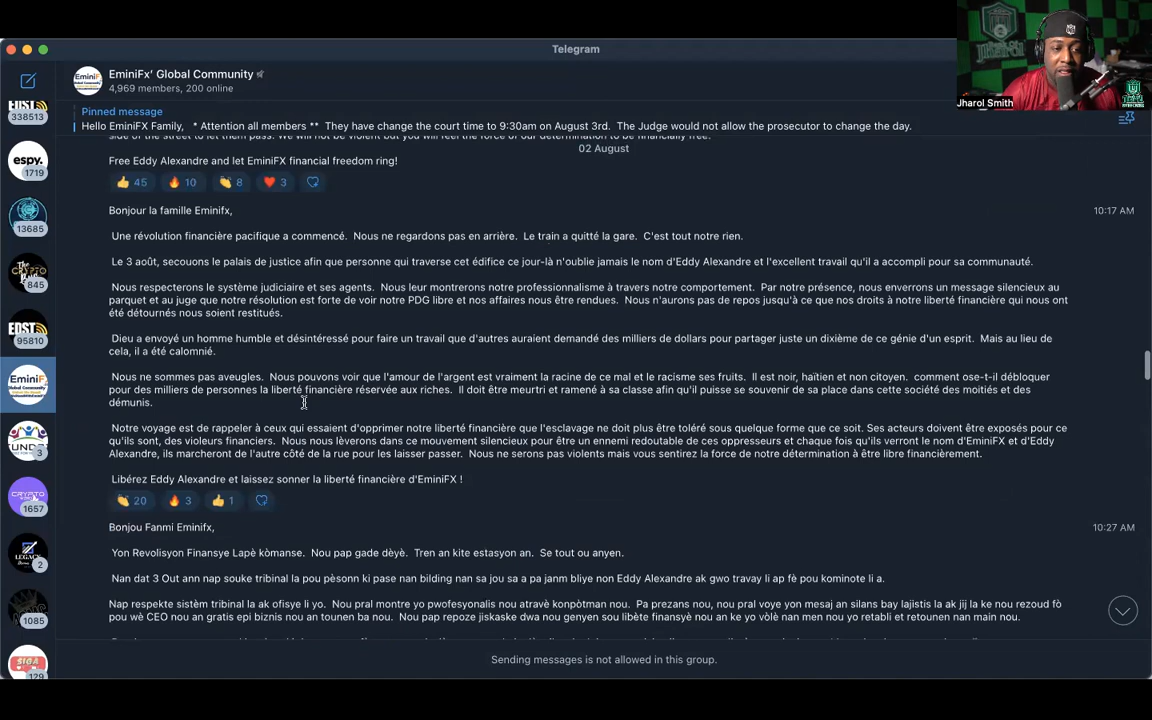 Telegram
EminiFx' Global Community
4,969 members, 200 online
Jharol Smith
Pinned message
Hello EminiFX Family, * Attention all members ** They have change the court time to 9:30am on August 3rd. The Judge would not allow the prosecutor to change the day.
02 August
Free Eddy Alexandre and let EminiFX financial freedom ring!
45 10 8 3
Bonjour la famille Eminifx, 10:17 AM
Une révolution financière pacifique a commencé. Nous ne regardons pas en arrière. Le train a quitté la gare. C'est tout notre rien.
Le 3 août, secouons le palais de justice afin que personne qui traverse cet édifice ce jour-là n'oublie jamais le nom d'Eddy Alexandre et l'excellent travail qu'il a accompli pour sa communauté.
Nous respecterons le système judiciaire et ses agents. Nous leur montrerons notre professionnalisme à travers notre comportement. Par notre présence, nous enverrons un message silencieux au
parquet et au juge que notre résolution est forte de voir notre PDG libre et nos affaires nous être rendues. Nous n'aurons pas de repos jusqu'à ce que nos droits à notre liberté financière qui nous ont
été détournés nous soient restitués.
Dieu a envoyé un homme humble et désintéressé pour faire un travail que d'autres auraient demandé des milliers de dollars pour partager juste un dixième de ce génie d'un esprit. Mais au lieu de
cela, il a été calomnié.
Nous ne sommes pas aveugles. Nous pouvons voir que l'amour de l'argent est vraiment la racine de ce mal et le racisme ses fruits. Il est noir, haïtien et non citoyen. comment ose-t-il débloquer
pour des milliers de personnes la liberté financière réservée aux riches. Il doit être meurtri et ramené à sa classe afin qu'il puisse se souvenir de sa place dans cette société des moitiés et des
démunis.
Notre voyage est de rappeler à ceux qui essaient d'opprimer notre liberté financière que l'esclavage ne doit plus être toléré sous quelque forme que ce soit. Ses acteurs doivent être exposés pour ce
qu'ils sont, des violeurs financiers. Nous nous lèverons dans ce mouvement silencieux pour être un ennemi redoutable de ces oppresseurs et chaque fois qu'ils verront le nom d'EminiFX et d'Eddy
Alexandre, ils marcheront de l'autre côté de la rue pour les laisser passer. Nous ne serons pas violents mais vous sentirez la force de notre détermination à être libre financièrement.
Libérez Eddy Alexandre et laissez sonner la liberté financière d'EminiFX !
20 3 1
Bonjou Fanmi Eminifx, 10:27 AM
Yon Revolisyon Finansye Lapè kòmanse. Nou pap gade dèyè. Tren an kite estasyon an. Se tout ou anyen.
Nan dat 3 Out ann nap souke tribinal la pou pèsonn ki pase nan bilding nan sa jou sa a pa janm bliye non Eddy Alexandre ak gwo travay li ap fè pou kominote li a.
Nap respekte sistèm tribinal la ak ofisye li yo. Nou pral montre yo pwofesyonalis nou atravè konpòtman nou. Pa prezans nou, nou pral voye yon mesaj an silans bay lajistis la ak jij la ke nou rezoud fò
pou wè CEO nou an gratis epi biznis nou an tounen ba nou. Nou pap repoze jiskaske dwa nou genyen sou libète finansyè nou an ke yo vòlè nan men nou yo retabli et retounen nan main nou.
Sending messages is not allowed in this group.
338513
espy.
1719
13685
THE CRYPTO
845
95810
EminiF
3
CRYPTO
1657
LEGACY
2
1085
SIGA
129